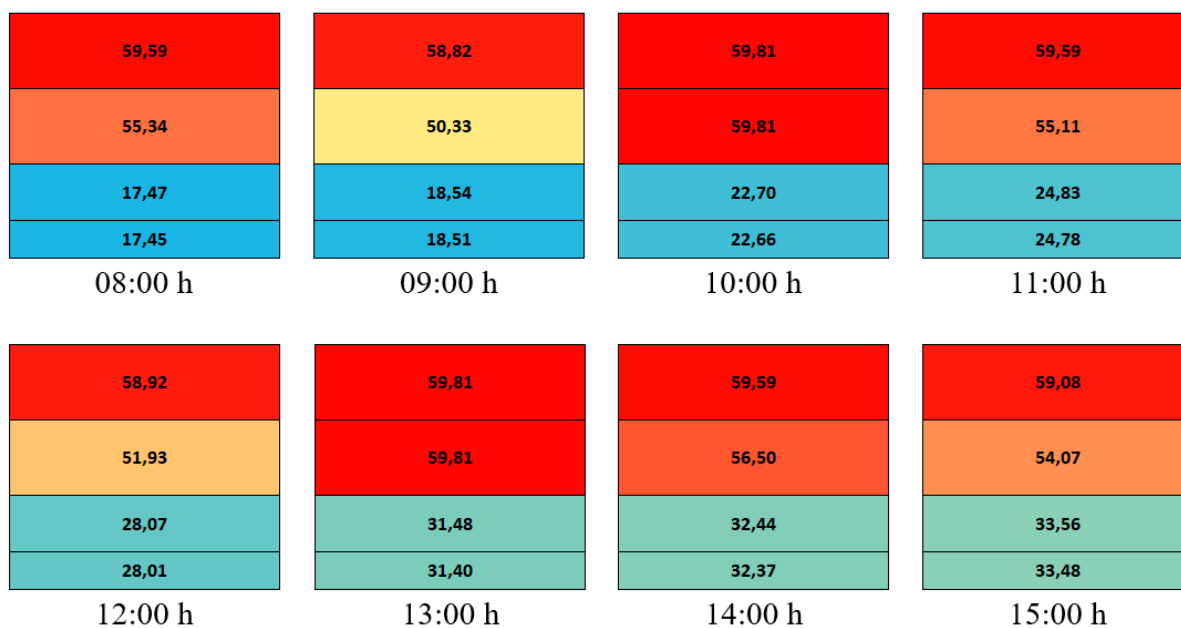 59,59 58,82 59,81 59,59
55,34 50,33 59,81 55,11
17,47 18,54 22,70 24,83
17,45 18,51 22,66 24,78
08:00 h 09:00 h 10:00 h 11:00 h
58,92 59,81 59,59 59,08
51,93 59,81 56,50 54,07
28,07 31,48 32,44 33,56
28,01 31,40 32,37 33,48
12:00 h 13:00 h 14:00 h 15:00 h